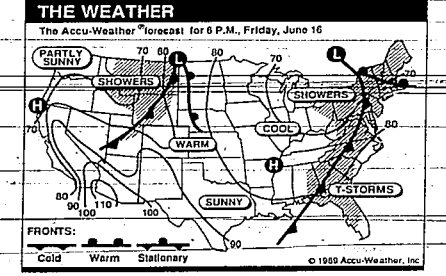 THE WEATHER
The Accu-Weather® forecast for 6 P.M., Friday, June 16
PARTLY SUNNY
70
80
L
80
70
L
70
SHOWERS
SHOWERS
H
70
COOL
80
WARM
H
SUNNY
T-STORMS
80
90
100
110
100
90
FRONTS:
Cold Warm Stationary
© 1989 Accu-Weather, Inc